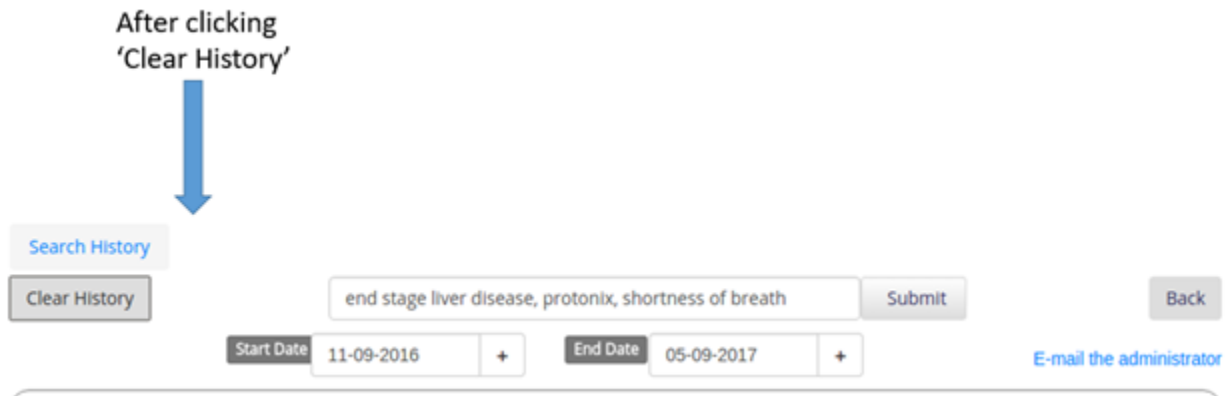 After clicking
‘Clear History’
Search History
Clear History
end stage liver disease, protonix, shortness of breath
Submit
Back
Start Date
11-09-2016
+
End Date
05-09-2017
+
E-mail the administrator